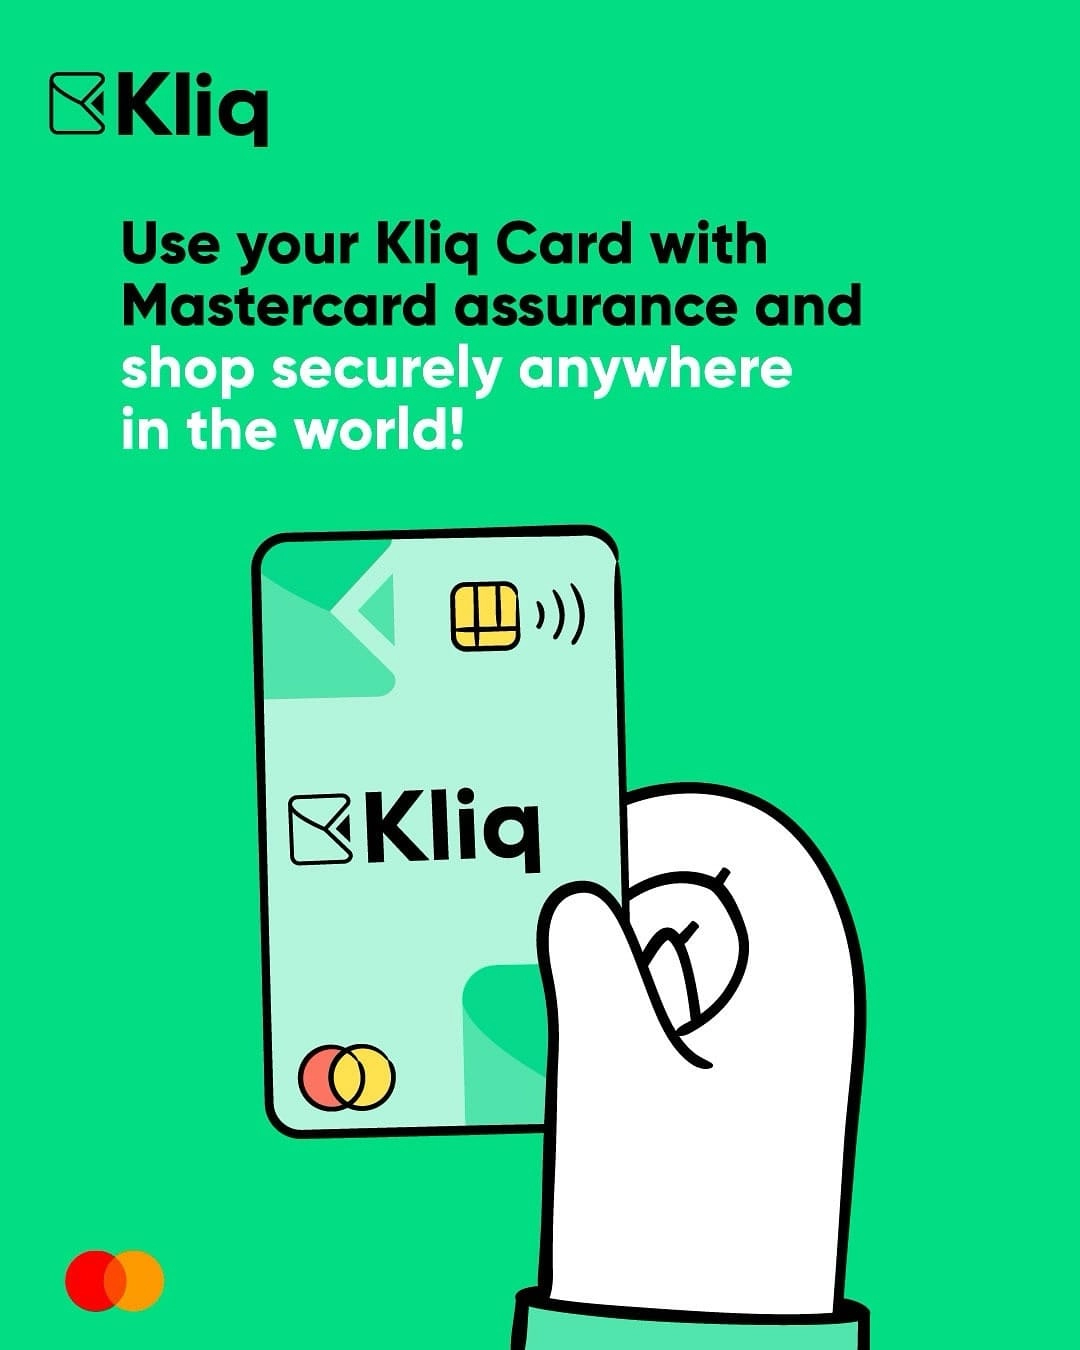 Kliq
Use your Kliq Card with
Mastercard assurance and
shop securely anywhere
in the world!
Kliq